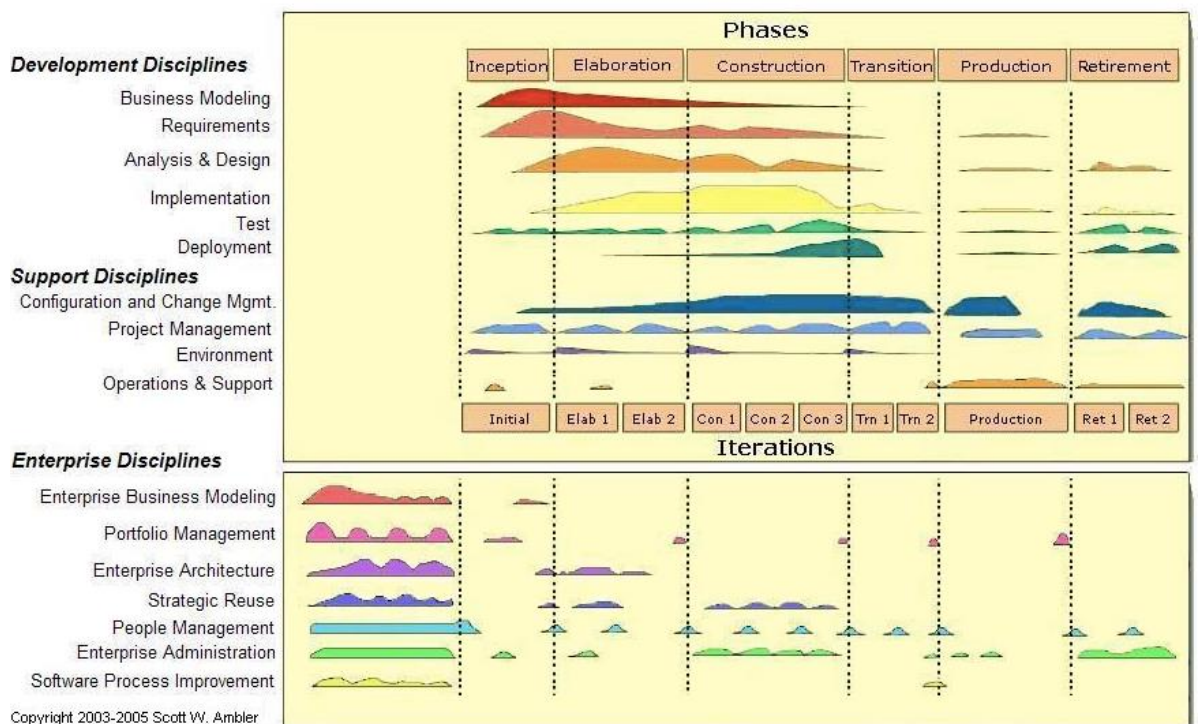 Phases
Development Disciplines
Inception Elaboration Construction Transition Production Retirement
Business Modeling
Requirements
Analysis & Design
Implementation
Test
Deployment
Support Disciplines
Configuration and Change Mgmt.
Project Management
Environment
Operations & Support
Initial Elab 1 Elab 2 Con 1 Con 2 Con 3 Trn 1 Trn 2 Production Ret 1 Ret 2
Iterations
Enterprise Disciplines
Enterprise Business Modeling
Portfolio Management
Enterprise Architecture
Strategic Reuse
People Management
Enterprise Administration
Software Process Improvement
Copyright 2003-2005 Scott W. Ambler